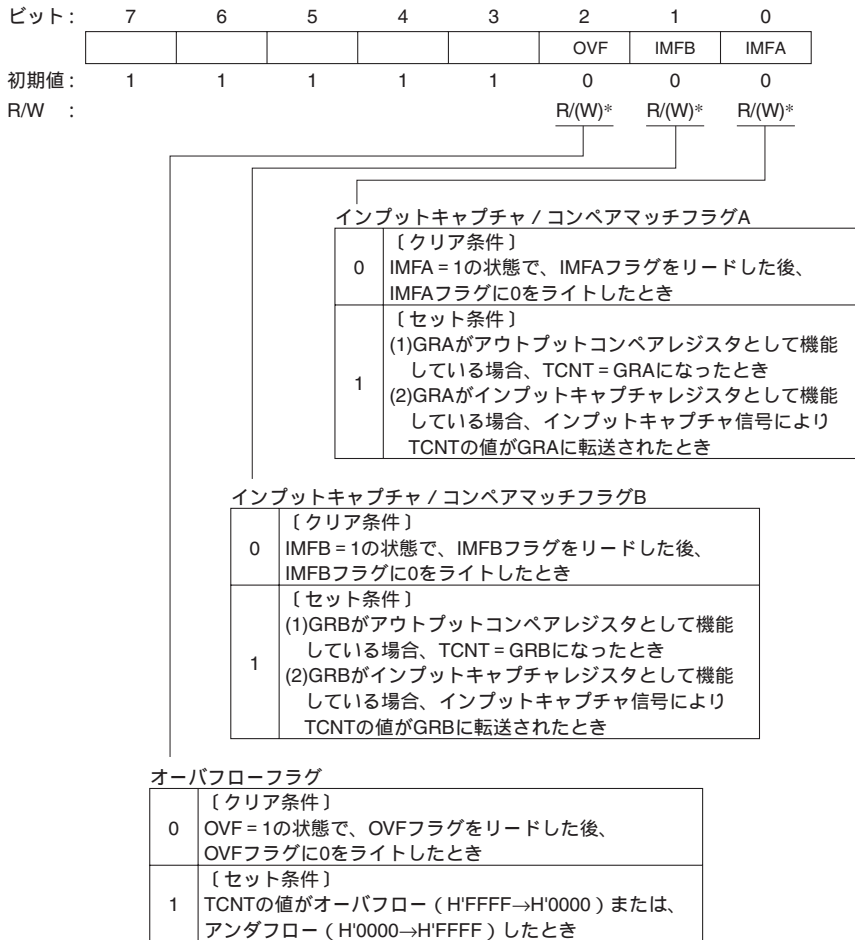 ビット : 7 6 5 4 3 2 1 0
OVF IMFB IMFA
初期値 : 1 1 1 1 1 0 0 0
R/W : R/(W)* R/(W)* R/(W)*
インプットキャプチャ / コンペアマッチフラグA
0
〔クリア条件〕
IMFA = 1の状態で、IMFAフラグをリードした後、
IMFAフラグに0をライトしたとき
1
〔セット条件〕
(1)GRAがアウトプットコンペアレジスタとして機能
している場合、TCNT = GRAになったとき
(2)GRAがインプットキャプチャレジスタとして機能
している場合、インプットキャプチャ信号により
TCNTの値がGRAに転送されたとき
インプットキャプチャ / コンペアマッチフラグB
0
〔クリア条件〕
IMFB = 1の状態で、IMFBフラグをリードした後、
IMFBフラグに0をライトしたとき
1
〔セット条件〕
(1)GRBがアウトプットコンペアレジスタとして機能
している場合、TCNT = GRBになったとき
(2)GRBがインプットキャプチャレジスタとして機能
している場合、インプットキャプチャ信号により
TCNTの値がGRBに転送されたとき
オーバフローフラグ
0
〔クリア条件〕
OVF = 1の状態で、OVFフラグをリードした後、
OVFフラグに0をライトしたとき
1
〔セット条件〕
TCNTの値がオーバフロー ( H'FFFF→H'0000 ) または、
アンダフロー ( H'0000→H'FFFF ) したとき